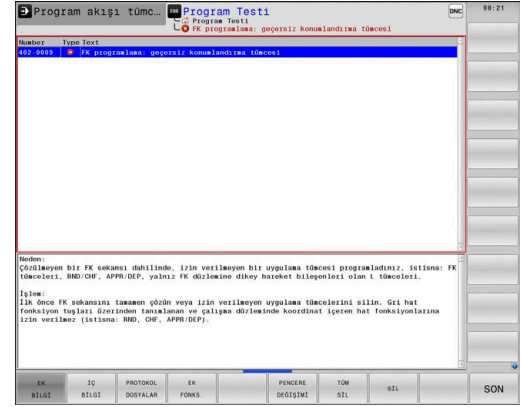 Program akışı tümc...
Program Testi
DNC
08:21
Program Testi
FK programlama: geçersiz konumlandırma tümcesi
Number Type Text
402-0009 FK programlama: geçersiz konumlandırma tümcesi
Neden:
Çözülmeyen bir FK sekansı dahilinde, izin verilmeyen bir uygulama tümcesi programladınız, istisna: FK
tümceleri, RND/CHF, APPR/DEP, yalnız FK düzlemine dikey hareket bileşenleri olan L tümceleri.
İşlem:
İlk önce FK sekansını tamamen çözün veya izin verilmeyen uygulama tümcelerini silin. Gri hat
fonksiyon tuşları üzerinden tanımlanan ve çalışma düzleminde koordinat içeren hat fonksiyonlarına
izin verilmez (istisna: RND, CHF, APPR/DEP).
EK
BİLGİ
İÇ
BİLGİ
PROTOKOL
DOSYALAR
EK
FONKS.
PENCERE
DEĞİŞİMİ
TÜM
SİL
SİL
SON